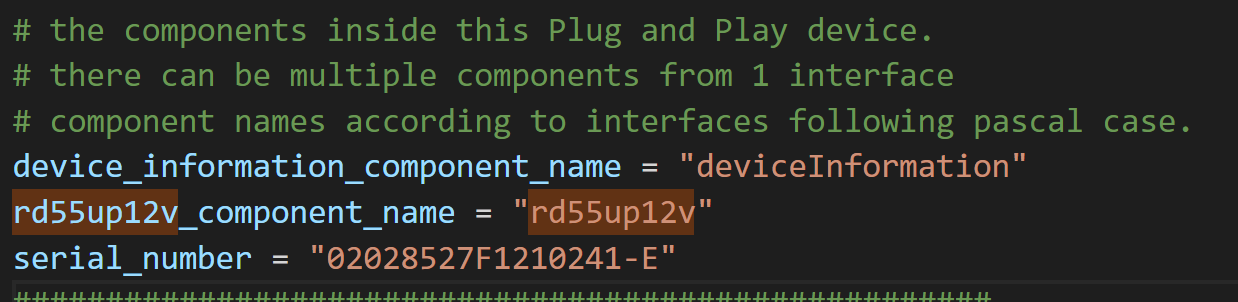 # the components inside this Plug and Play device.
# there can be multiple components from 1 interface
# component names according to interfaces following pascal case.
device_information_component_name = "deviceInformation"
rd55up12v_component_name = "rd55up12v"
serial_number = "02028527F1210241-E"
#####################################################